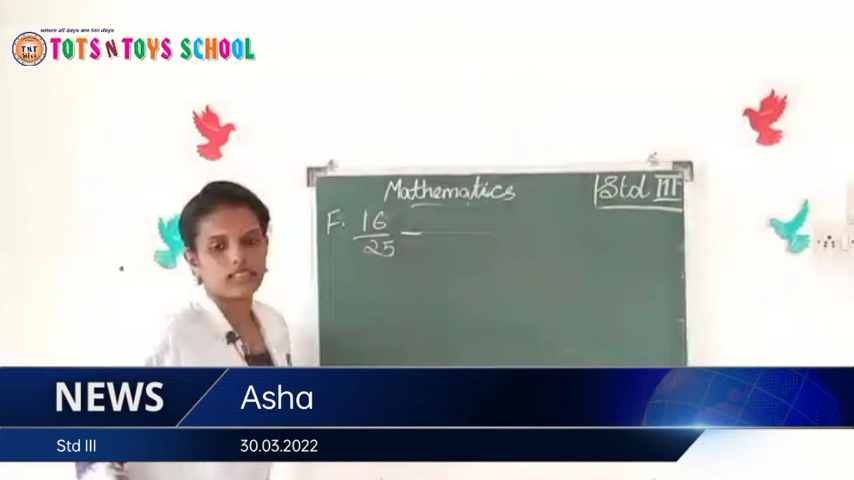 where all days are fun days
TOTS N TOYS SCHOOL
Mathematics
Std III
F. 16
25
NEWS
Asha
Std III
30.03.2022